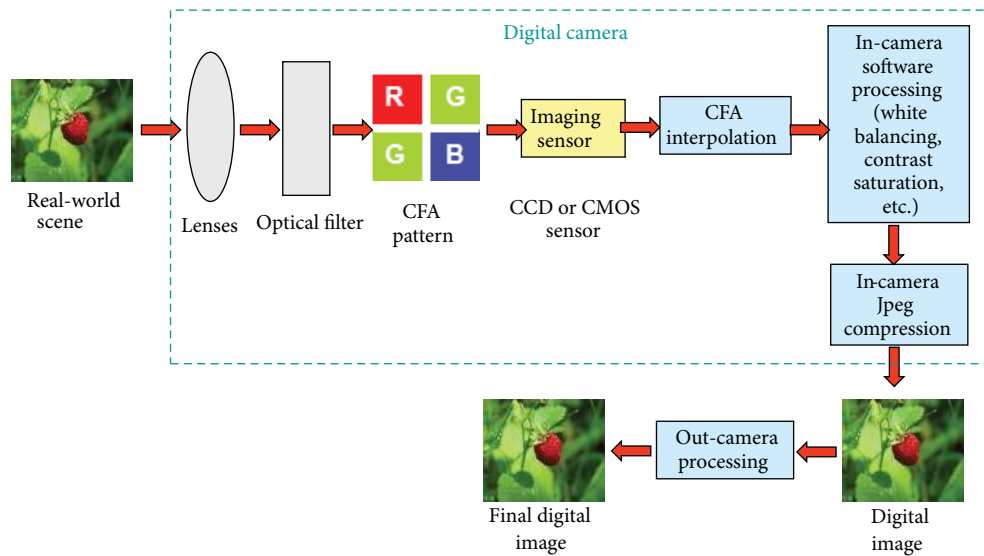 Digital camera
Real-world
scene
Lenses
Optical filter
R G
G B
CFA
pattern
Imaging
sensor
CCD or CMOS
sensor
CFA
interpolation
In-camera
software
processing
(white
balancing,
contrast
saturation,
etc.)
In-camera
Jpeg
compression
Digital
image
Out-camera
processing
Final digital
image